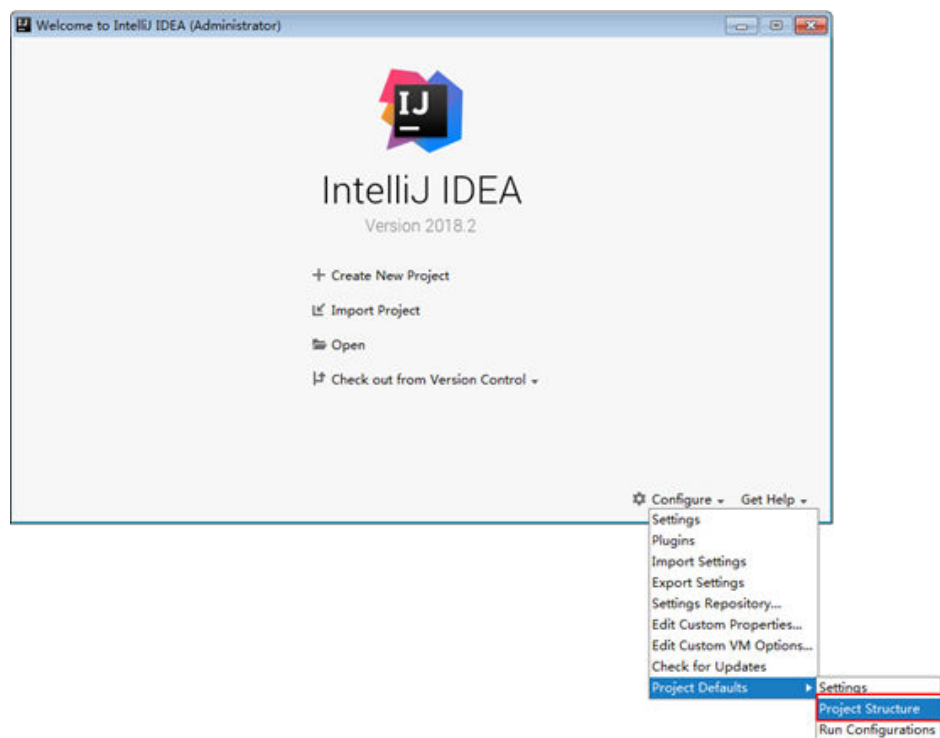 Welcome to IntelliJ IDEA (Administrator)
IJ
IntelliJ IDEA
Version 2018.2
Create New Project
Import Project
Open
Check out from Version Control
Configure Get Help
Settings
Plugins
Import Settings
Export Settings
Settings Repository...
Edit Custom Properties...
Edit Custom VM Options...
Check for Updates
Project Defaults
Settings
Project Structure
Run Configurations